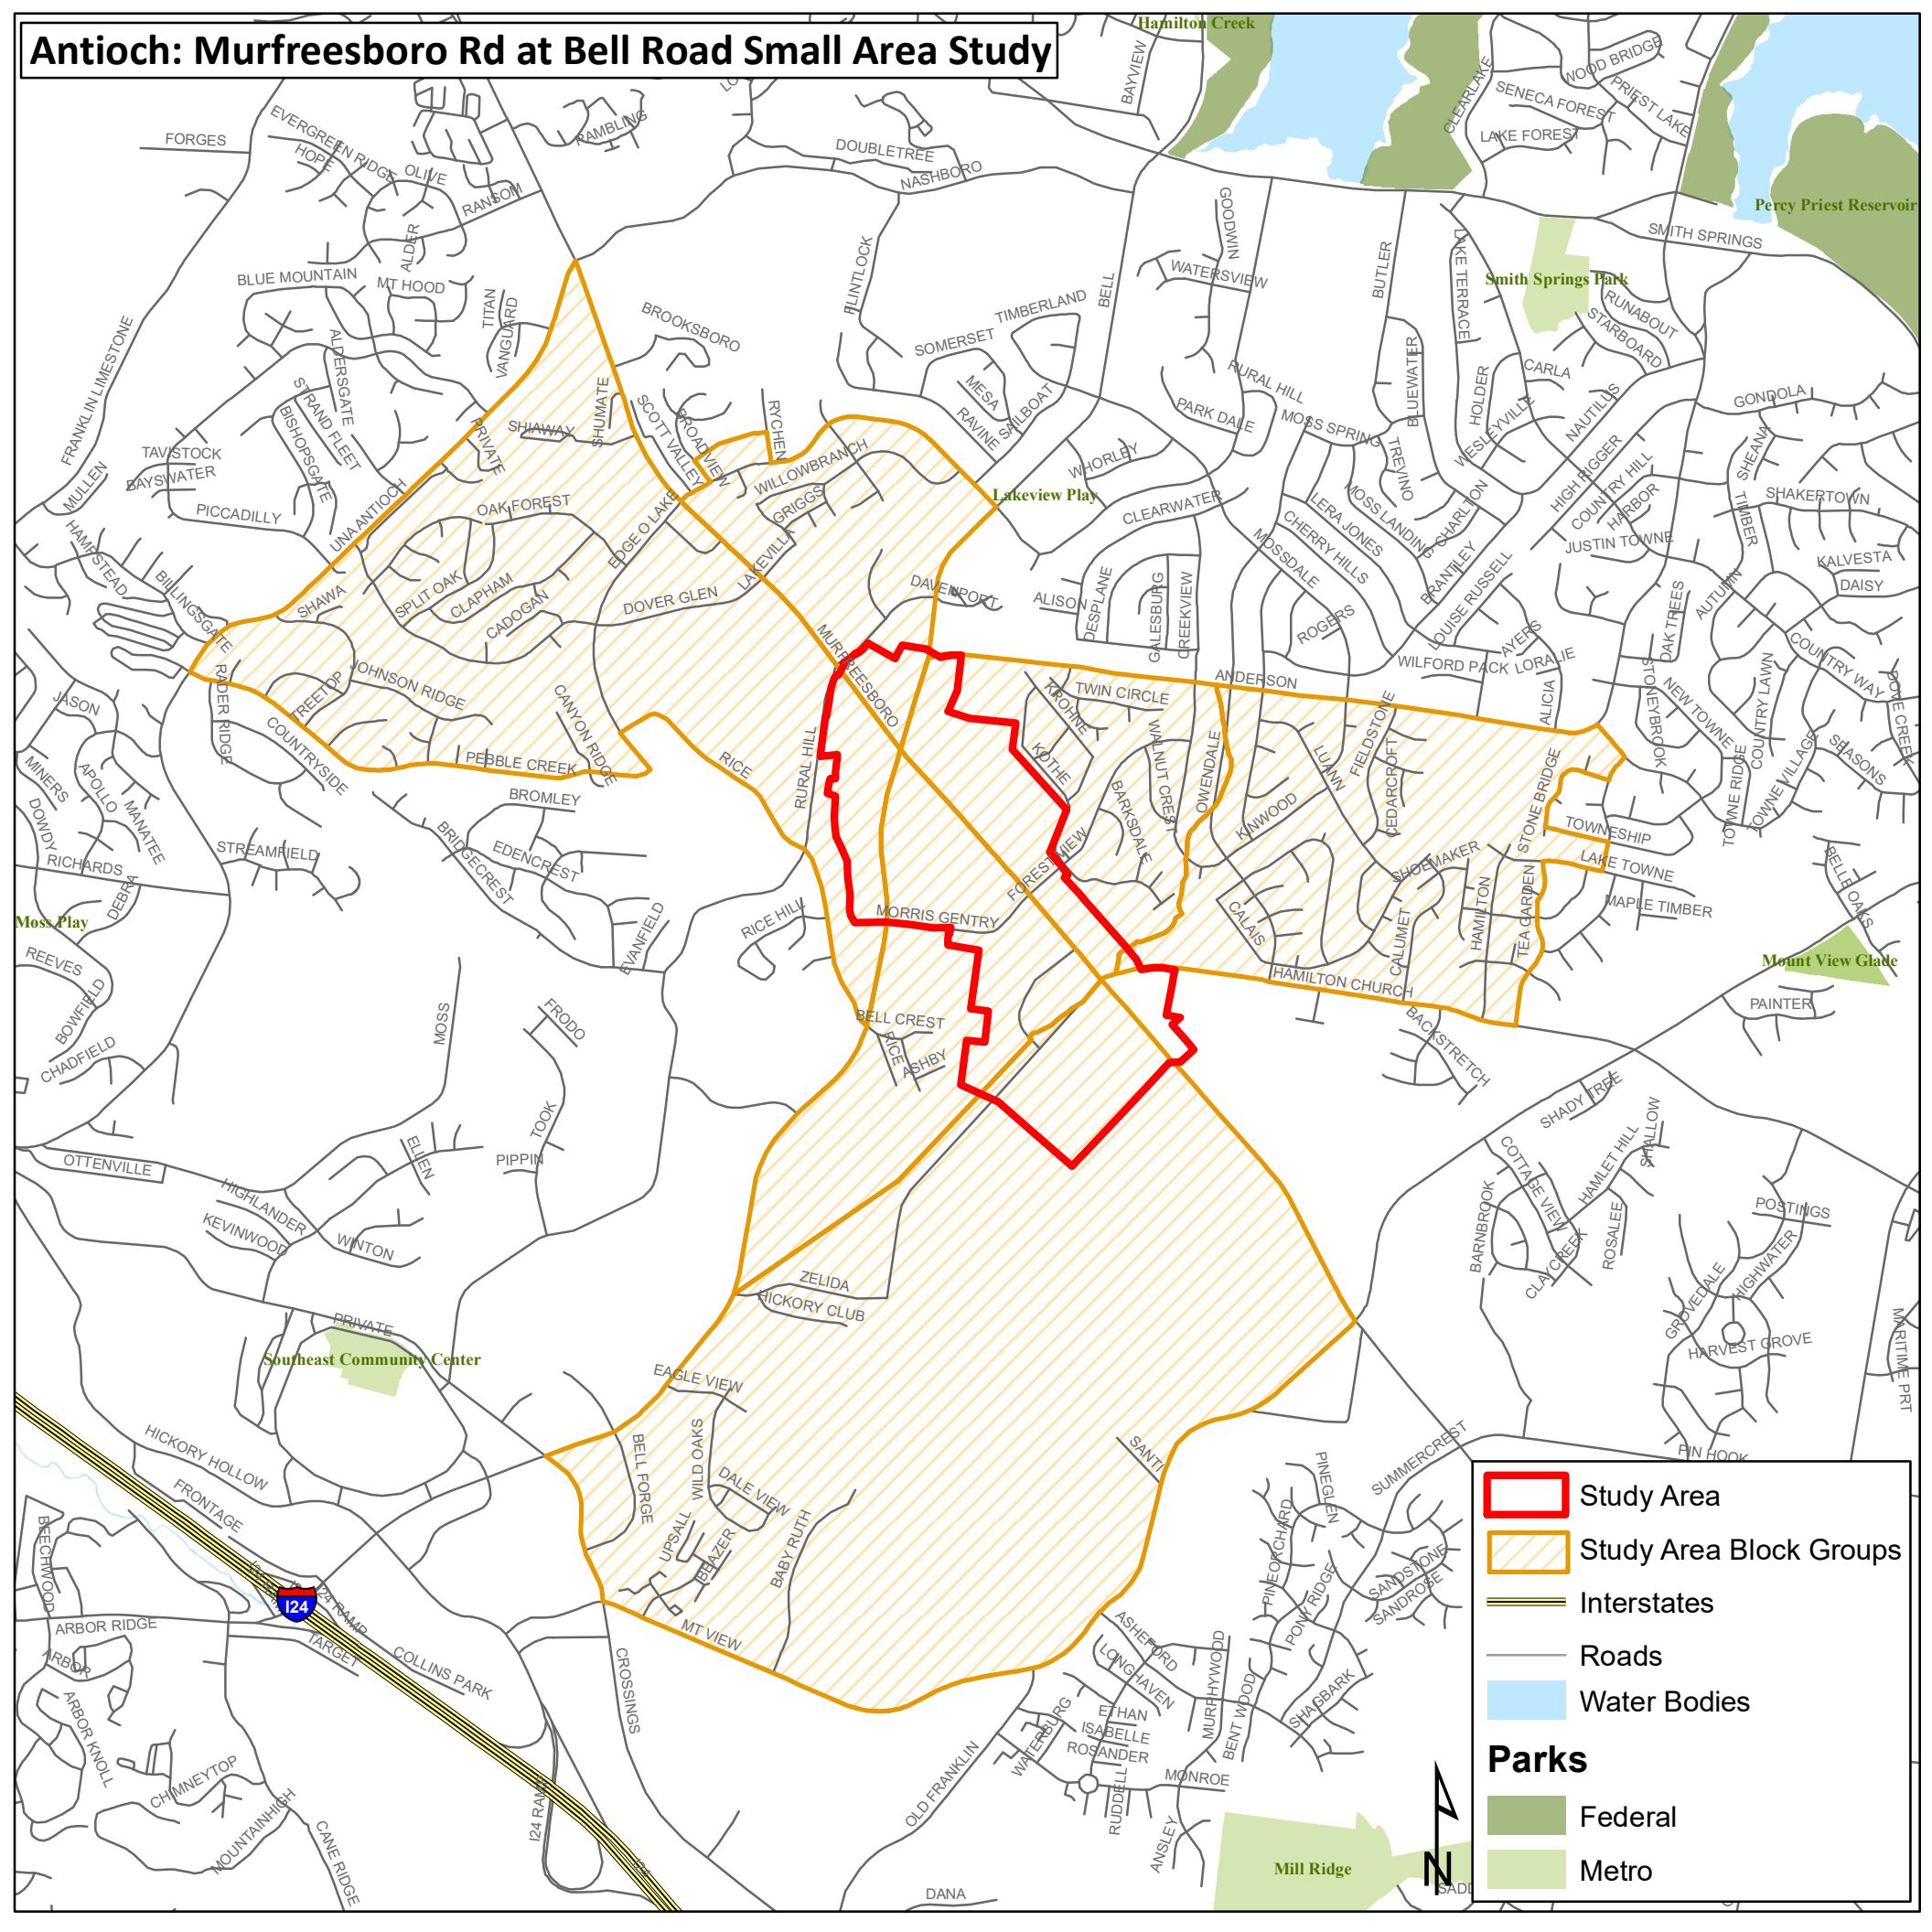 Antioch: Murfreesboro Rd at Bell Road Small Area Study
Hamilton Creek
BAYVIEW
CLEARLAKE
WOOD BRIDGE
SENECA FOREST
PRIEST LAKE
LAKE FOREST
FORGES
EVERGREEN RIDGE
HOPE
OLIVE
RANSOM
RAMBLING
DOUBLETREE
NASHBORO
Percy Priest Reservoir
SMITH SPRINGS
GOODWIN
ALDER
BLUE MOUNTAIN
MT HOOD
TITAN
VANGUARD
FLINTLOCK
BELL
WATERSVIEW
BUTLER
LAKE TERRACE
Smith Springs Park
RUNABOUT
STARBOARD
BROOKSBORO
TIMBERLAND
SOMERSET
FRANKLIN LIMESTONE
ALDERSGATE
STRAND FLEET
BISHOPSGATE
MESA
RAVINE
SAILBOAT
RURAL HILL
PARK DALE
MOSS SPRING
BLUEWATER
HOLDER
CARLA
WESLEYVILLE
NAUTILUS
GONDOLA
SHUMATE
SCOTT VALLEY
BROADVIEW
RYCHEN
SHIAWAY
PRIVATE
TAVISTOCK
BAYSWATER
MULLEN
PICCADILLY
UNA ANTIOCH
OAK FOREST
EDGE O LAKE
WILLOWBRANCH
GRIGGS
LAKEVILLA
WHORLEY
Lakeview Play
CLEARWATER
TREVINO
MOSS LANDING
LERA JONES
CHERRY HILLS
CHARLTON
HIGH RIGGER
COUNTRY HILL
HARBOR
SHEANA
TIMBER
SHAKERTOWN
JUSTIN TOWNE
KALVESTA
DAISY
HAMPSTEAD
BILLINGSGATE
SHAWA
SPLIT OAK
CLAPHAM
CADOGAN
DOVER GLEN
DAVENPORT
ALISON
DESPLANE
GALESBURG
CREEKVIEW
MOSSDALE
ROGERS
BRANTLEY
LOUISE RUSSELL
AYERS
OAK TREES
AUTUMN
WILFORD PACK
LORALIE
COUNTRY WAY
DOVE CREEK
JASON
RADER RIDGE
TREETOP
JOHNSON RIDGE
COUNTRYSIDE
CANYON RIDGE
PEBBLE CREEK
MURFREESBORO
RICE
RURAL HILL
KROHNE
TWIN CIRCLE
KOTHE
WALNUT CREST
BARKSDALE
OWENDALE
ANDERSON
KINWOOD
LUANN
FIELDSTONE
CEDARCROFT
ALICIA
STONE BRIDGE
STONEYBROOK
NEW TOWNE
COUNTRY LAWN
TOWNE RIDGE
TOWNE VILLAGE
SEASONS
MINERS
APOLLO
DOWDY
MANATEE
RICHARDS
DEBRA
STREAMFIELD
BROMLEY
BRIDGECREST
EDENCREST
EVANFIELD
RICE HILL
MORRIS GENTRY
FOREST VIEW
SHOEMAKER
TOWNSHIP
LAKE TOWNE
MAPLE TIMBER
BELLE OAKS
CALAIS
CALUMET
HAMILTON
TEA GARDEN
HAMILTON CHURCH
Moss Play
REEVES
BOWFIELD
CHADFIELD
MOSS
FRODO
TOOK
PIPPIN
ELLEN
BELL CREST
RICE
ASHBY
BACKSTRETCH
Mount View Glade
PAINTER
SHADY TREE
SHALLOW
HAMLET HILL
COTTAGE VIEW
BARNBROOK
CLAYCREEK
ROSALEE
POSTINGS
HIGHWATER
GROVEDALE
HARVEST GROVE
MARITIME PRT
OTTENVILLE
HIGHLANDER
KEVINWOOD
WINTON
PRIVATE
Southeast Community Center
ZELIDA
HICKORY CLUB
EAGLE VIEW
BELL FORGE
WILD OAKS
DALE VIEW
UPSALL
BEAZER
BABY RUTH
MT VIEW
SANTI
HICKORY HOLLOW
FRONTAGE
BEECHWOOD
I24
I24 RAMP
ARBOR RIDGE
ARBOR
TARGET
COLLINS PARK
ARBOR KNOLL
CHIMNEYTOP
MOUNTAINHIGH
CANE RIDGE
I24 RAMP
I24
CROSSINGS
OLD FRANKLIN
DANA
ASHEFORD
LONGHAVEN
WATERBURG
ETHAN
ISABELLE
ROSANDER
RUDDELL
MONROE
ANSLEY
MURPHYWOOD
BENT WOOD
SHAGBARK
PONY RIDGE
PINEORCHARD
PINEGLEN
SUMMERCREST
SANDSTONE
SANDROSE
PIN HOOK
Mill Ridge
N
Study Area
Study Area Block Groups
Interstates
Roads
Water Bodies
Parks
Federal
Metro